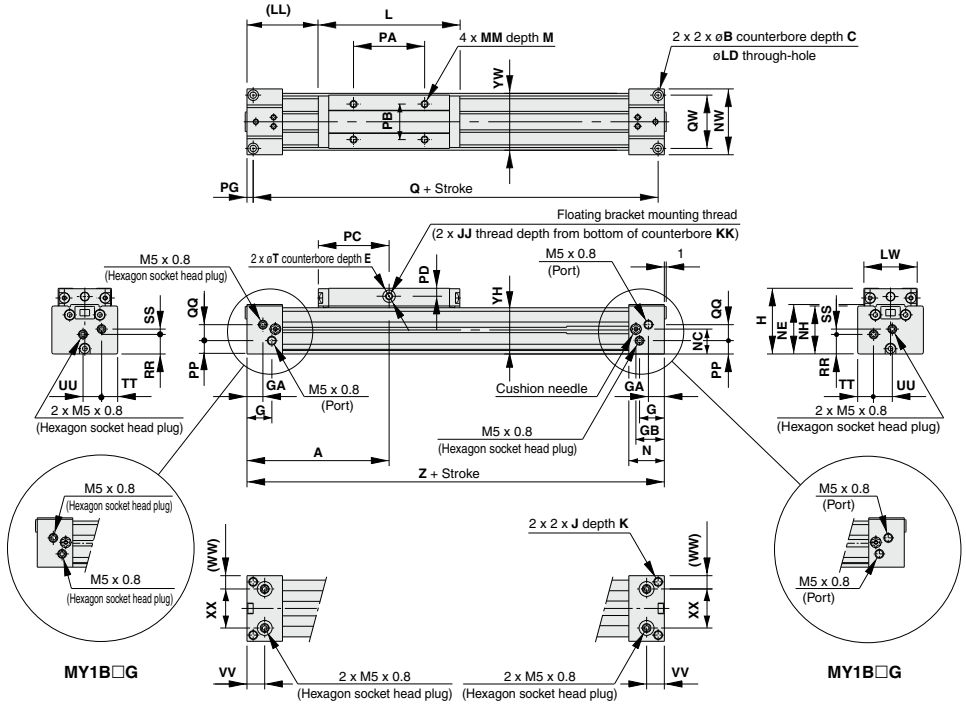 (LL)
L
PA
4 x MM depth M
2 x 2 x øB counterbore depth C
øLD through-hole
YW
PB
QW
NW
PG
Q + Stroke
Floating bracket mounting thread
(2 x JJ thread depth from bottom of counterbore KK)
PC
M5 x 0.8
(Hexagon socket head plug)
2 x øT counterbore depth E
PD
M5 x 0.8
(Port)
1
LW
YH
QQ
SS
QQ
H
NE
NH
SS
NC
RR
PP
PP
RR
UU
TT
GA
M5 x 0.8
(Port)
Cushion needle
GA
TT
UU
2 x M5 x 0.8
(Hexagon socket head plug)
G
M5 x 0.8
(Hexagon socket head plug)
G
GB
N
2 x M5 x 0.8
(Hexagon socket head plug)
A
Z + Stroke
M5 x 0.8
(Hexagon socket head plug)
M5 x 0.8
(Hexagon socket head plug)
M5 x 0.8
(Port)
M5 x 0.8
(Port)
2 x 2 x J depth K
(WW)
XX
(WW)
XX
VV
2 x M5 x 0.8
(Hexagon socket head plug)
2 x M5 x 0.8
(Hexagon socket head plug)
VV
MY1B□G
MY1B□G